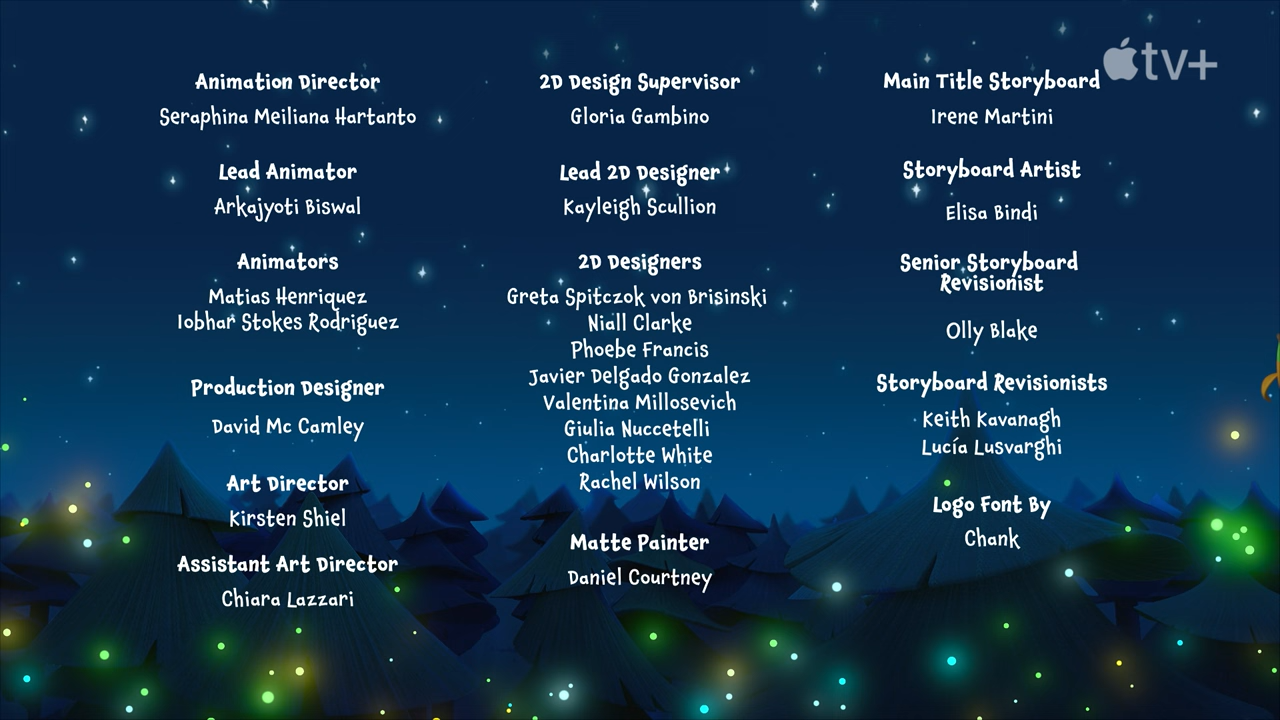 Animation Director
Seraphina Meiliana Hartanto
Lead Animator
Arkajyoti Biswal
Animators
Matias Henriquez
Iobhar Stokes Rodriguez
Production Designer
David Mc Camley
Art Director
Kirsten Shiel
Assistant Art Director
Chiara Lazzari
2D Design Supervisor
Gloria Gambino
Lead 2D Designer
Kayleigh Scullion
2D Designers
Greta Spitczok von Brisinski
Niall Clarke
Phoebe Francis
Javier Delgado Gonzalez
Valentina Millosevich
Giulia Nuccetelli
Charlotte White
Rachel Wilson
Matte Painter
Daniel Courtney
Main Title Storyboard
Irene Martini
Storyboard Artist
Elisa Bindi
Senior Storyboard
Revisionist
Olly Blake
Storyboard Revisionists
Keith Kavanagh
Lucía Lusvarghi
Logo Font By
Chank
tv+